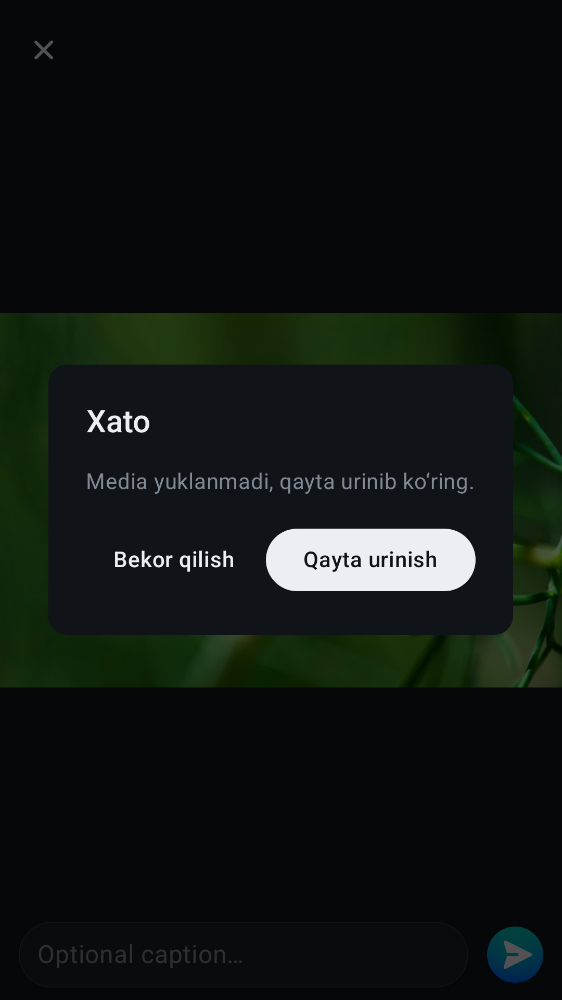 Xato
Media yuklanmadi, qayta urinib ko‘ring.
Bekor qilish
Qayta urinish
Optional caption…